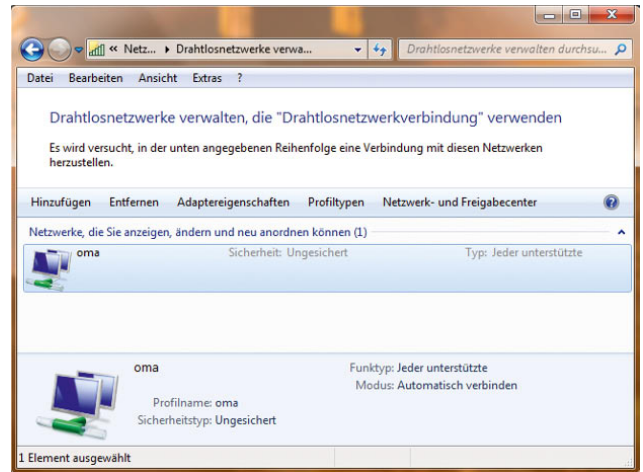 « Netz... ▸ Drahtlosnetzwerke verwa...
Drahtlosnetzwerke verwalten durchsu...
Datei Bearbeiten Ansicht Extras ?
Drahtlosnetzwerke verwalten, die "Drahtlosnetzwerkverbindung" verwenden
Es wird versucht, in der unten angegebenen Reihenfolge eine Verbindung mit diesen Netzwerken
herzustellen.
Hinzufügen Entfernen Adaptereigenschaften Profiltypen Netzwerk- und Freigabecenter
Netzwerke, die Sie anzeigen, ändern und neu anordnen können (1)
oma Sicherheit: Ungesichert Typ: Jeder unterstützte
oma Funktyp: Jeder unterstützte
Modus: Automatisch verbinden
Profilname: oma
Sicherheitstyp: Ungesichert
1 Element ausgewählt